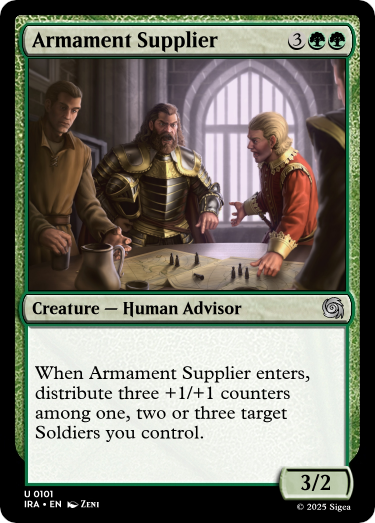 Armament Supplier 3
Creature — Human Advisor
When Armament Supplier enters,
distribute three +1/+1 counters
among one, two or three target
Soldiers you control.
3/2
U 0101
IRA • EN Zeni
© 2025 Sigea